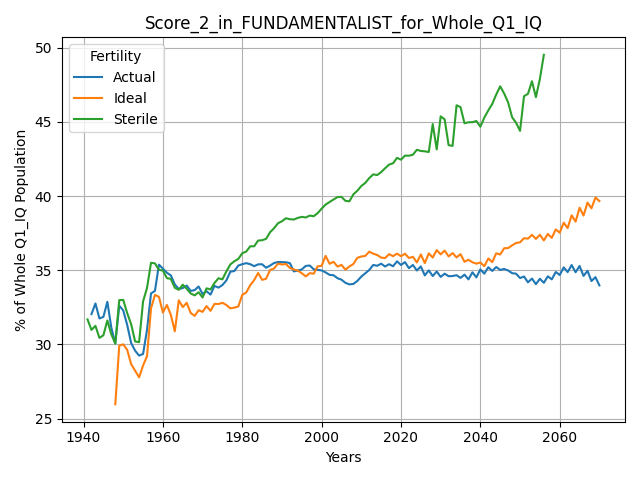 Score_2_in_FUNDAMENTALIST_for_Whole_Q1_IQ
% of Whole Q1_IQ Population
50
45
40
35
30
25
Fertility
Actual
Ideal
Sterile
1940 1960 1980 2000 2020 2040 2060
Years